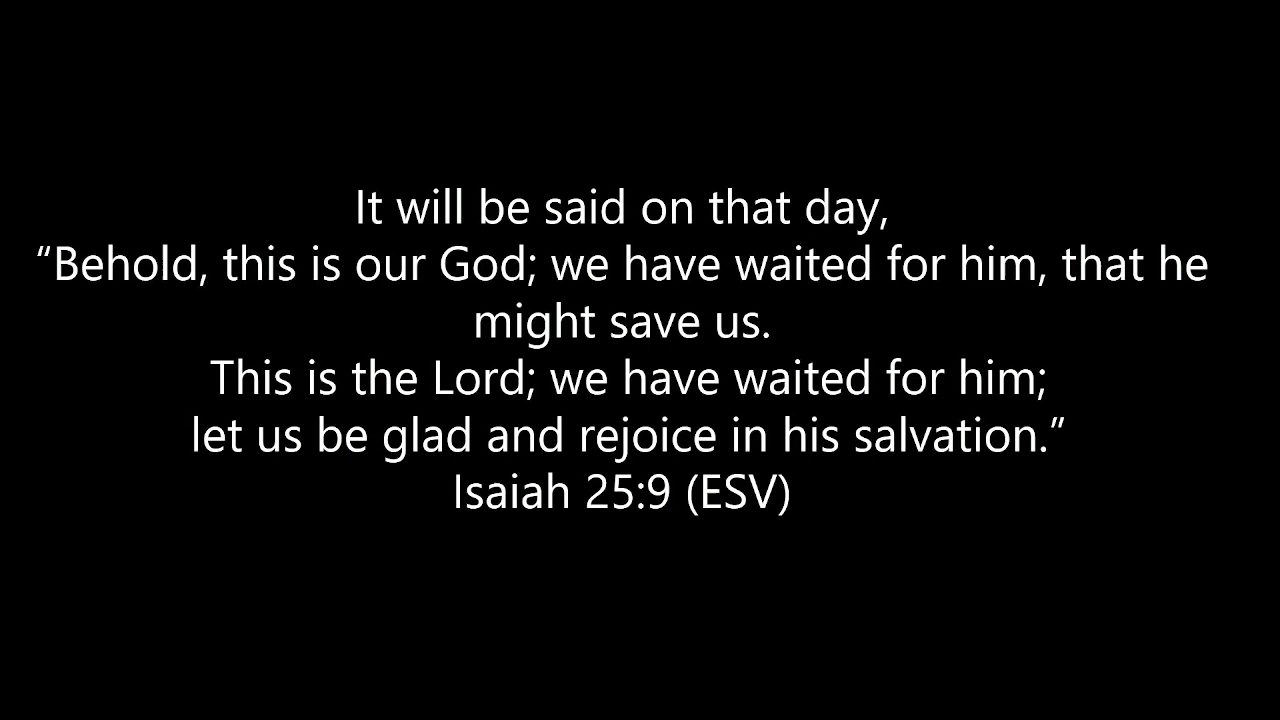 It will be said on that day,
“Behold, this is our God; we have waited for him, that he
might save us.
This is the Lord; we have waited for him;
let us be glad and rejoice in his salvation.”
Isaiah 25:9 (ESV)